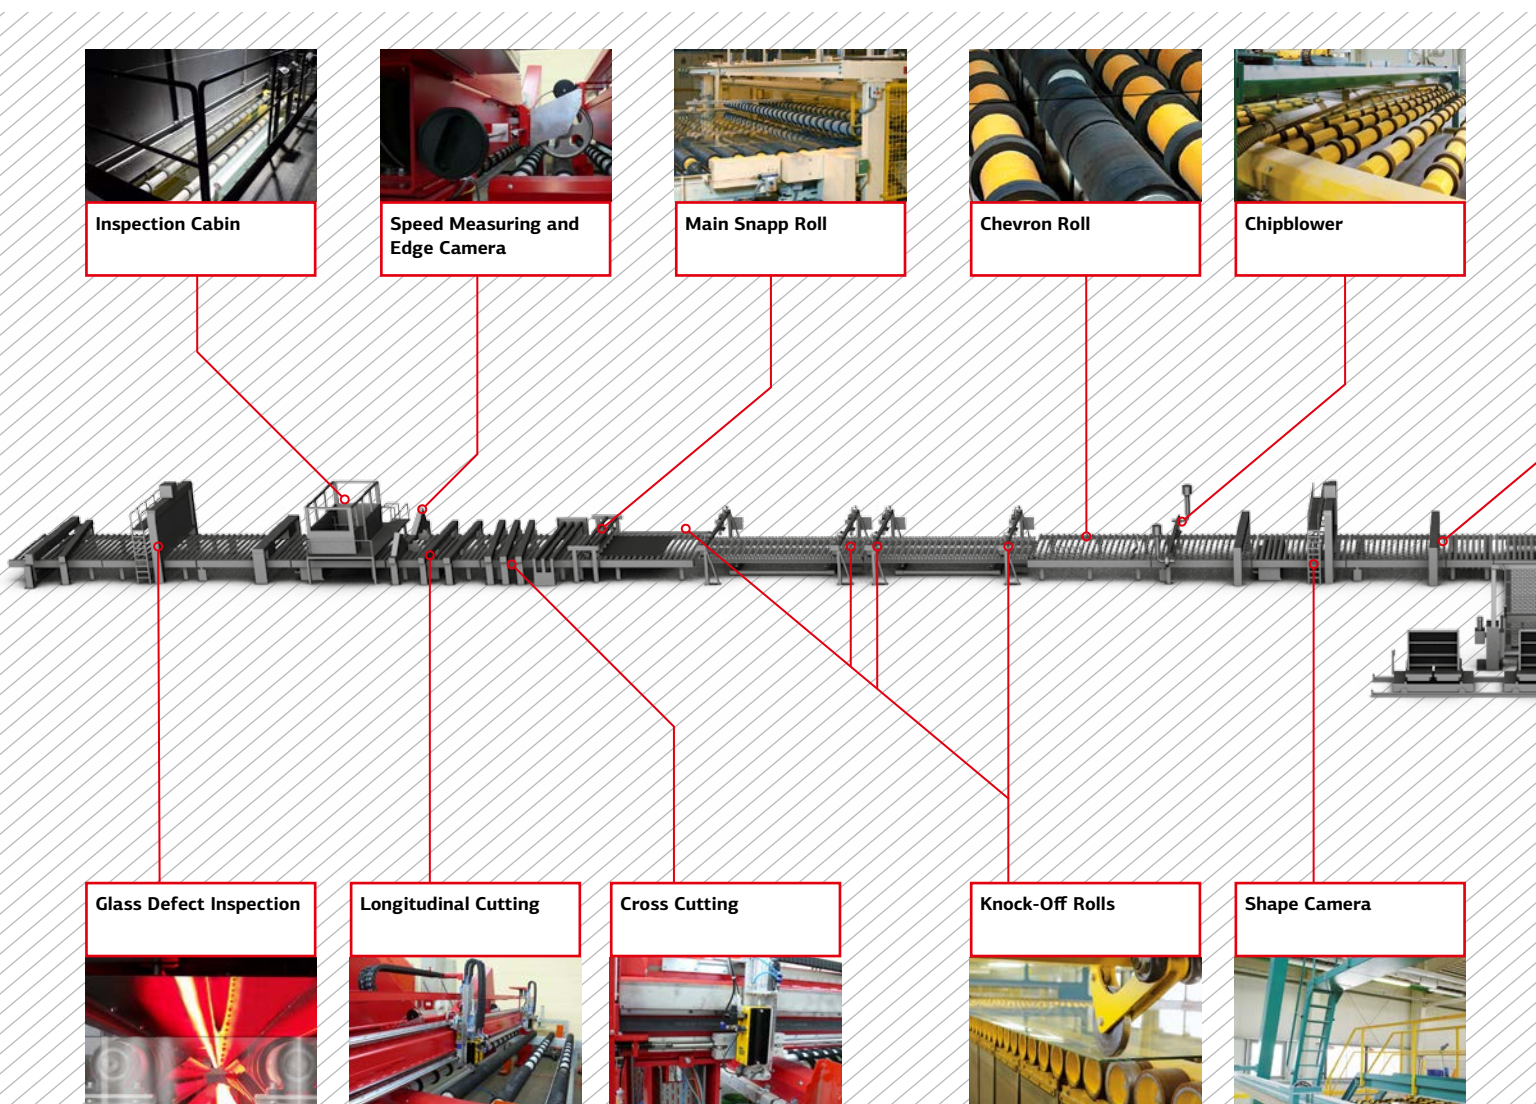 Inspection Cabin
Speed Measuring and
Edge Camera
Main Snapp Roll
Chevron Roll
Chipblower
Glass Defect Inspection
Longitudinal Cutting
Cross Cutting
Knock-Off Rolls
Shape Camera